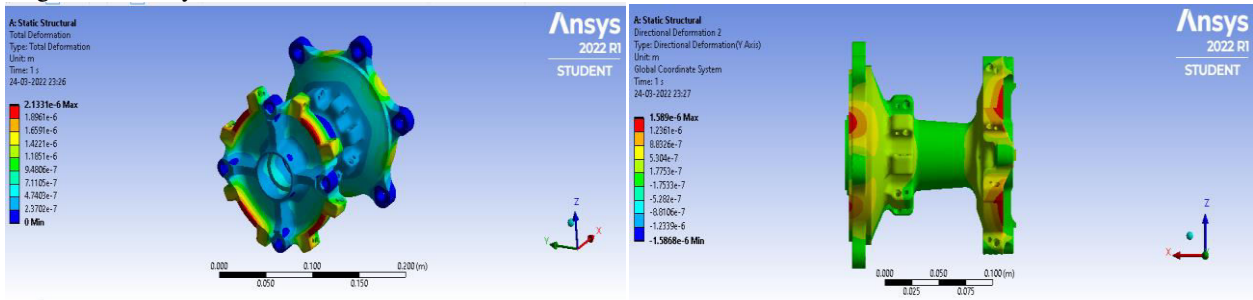 A: Static Structural
Total Deformation
Type: Total Deformation
Unit: m
Time: 1 s
24-03-2022 23:26
2.1331e-6 Max
1.8961e-6
1.6591e-6
1.4221e-6
1.1851e-6
9.4806e-7
7.1105e-7
4.7403e-7
2.3702e-7
0 Min
Ansys
2022 R1
STUDENT
Z
X
Y
0.000
0.100
0.200 (m)
0.050
0.150
A: Static Structural
Directional Deformation 2
Type: Directional Deformation(Y Axis)
Unit: m
Global Coordinate System
Time: 1 s
24-03-2022 23:27
1.589e-6 Max
1.2361e-6
8.8326e-7
5.304e-7
1.7753e-7
-1.7533e-7
-5.282e-7
-8.8106e-7
-1.2339e-6
-1.5868e-6 Min
Ansys
2022 R1
STUDENT
Z
X
Y
0.000
0.050
0.100 (m)
0.025
0.075